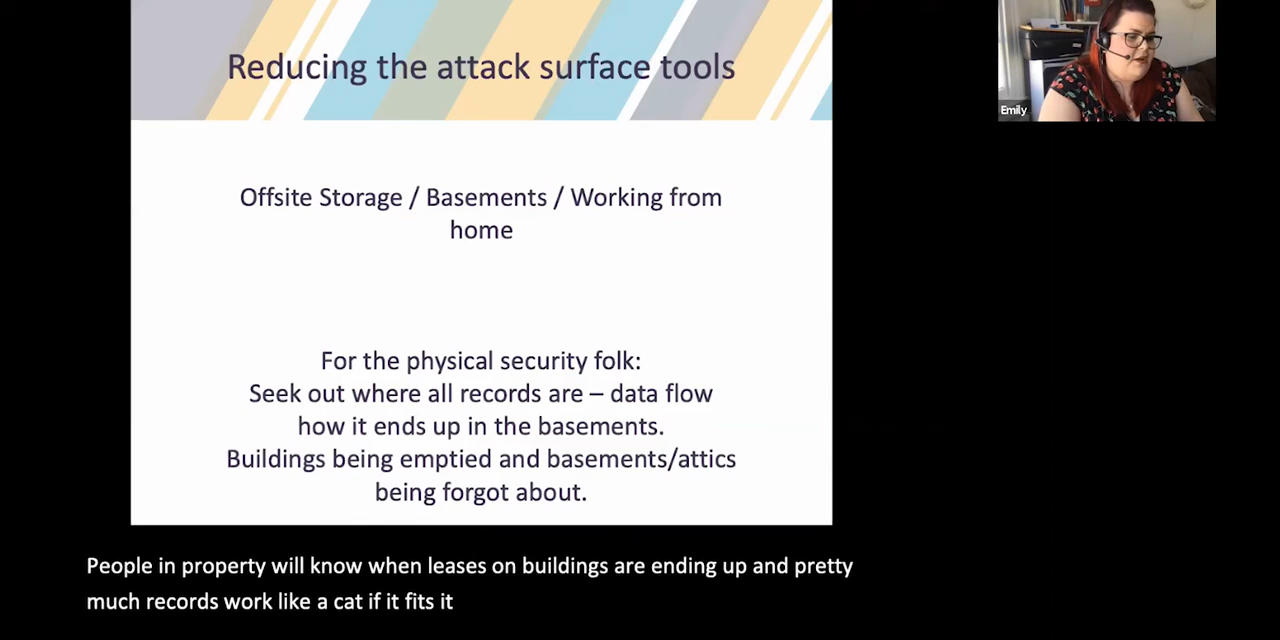 Reducing the attack surface tools
Emily
Offsite Storage / Basements / Working from
home
For the physical security folk:
Seek out where all records are – data flow
how it ends up in the basements.
Buildings being emptied and basements/attics
being forgot about.
People in property will know when leases on buildings are ending up and pretty
much records work like a cat if it fits it